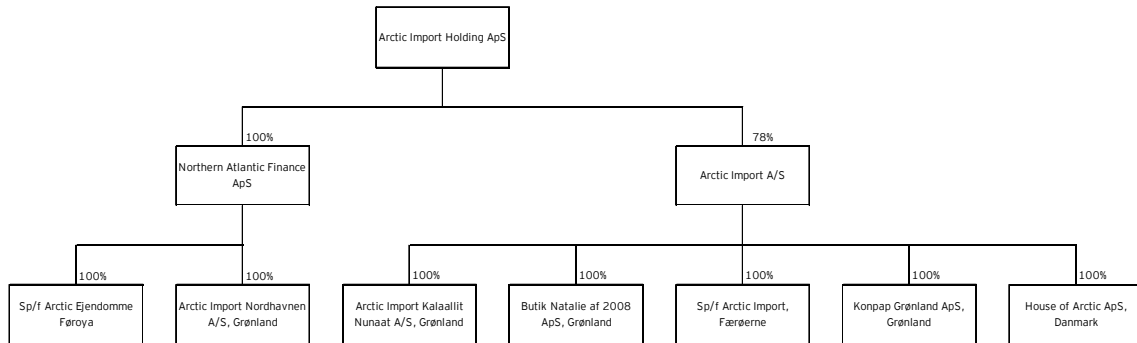 Arctic Import Holding ApS
100%
78%
Northern Atlantic Finance
ApS
Arctic Import A/S
100%
100%
100%
100%
100%
100%
100%
Sp/f Arctic Ejendomme
Føroya
Arctic Import Nordhavnen
A/S, Grønland
Arctic Import Kalaallit
Nunaat A/S, Grønland
Butik Natalie af 2008
ApS, Grønland
Sp/f Arctic Import,
Færøerne
Konpap Grønland ApS,
Grønland
House of Arctic ApS,
Danmark